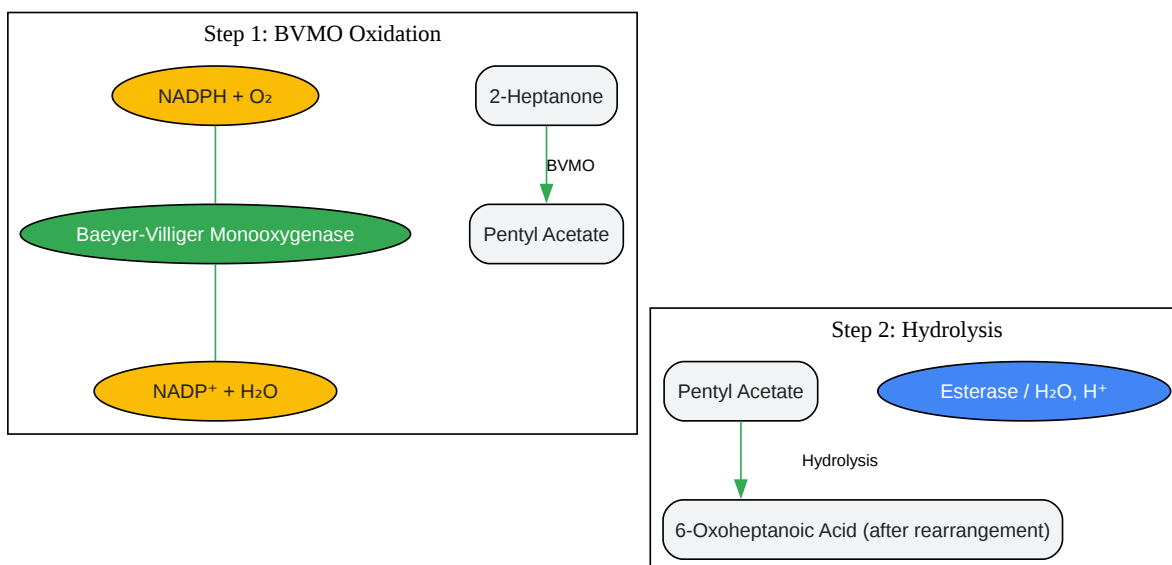 Step 1: BVMO Oxidation
NADPH + O₂
2-Heptanone
BVMO
Baeyer-Villiger Monooxygenase
Pentyl Acetate
NADP⁺ + H₂O
Step 2: Hydrolysis
Pentyl Acetate
Esterase / H₂O, H⁺
Hydrolysis
6-Oxoheptanoic Acid (after rearrangement)